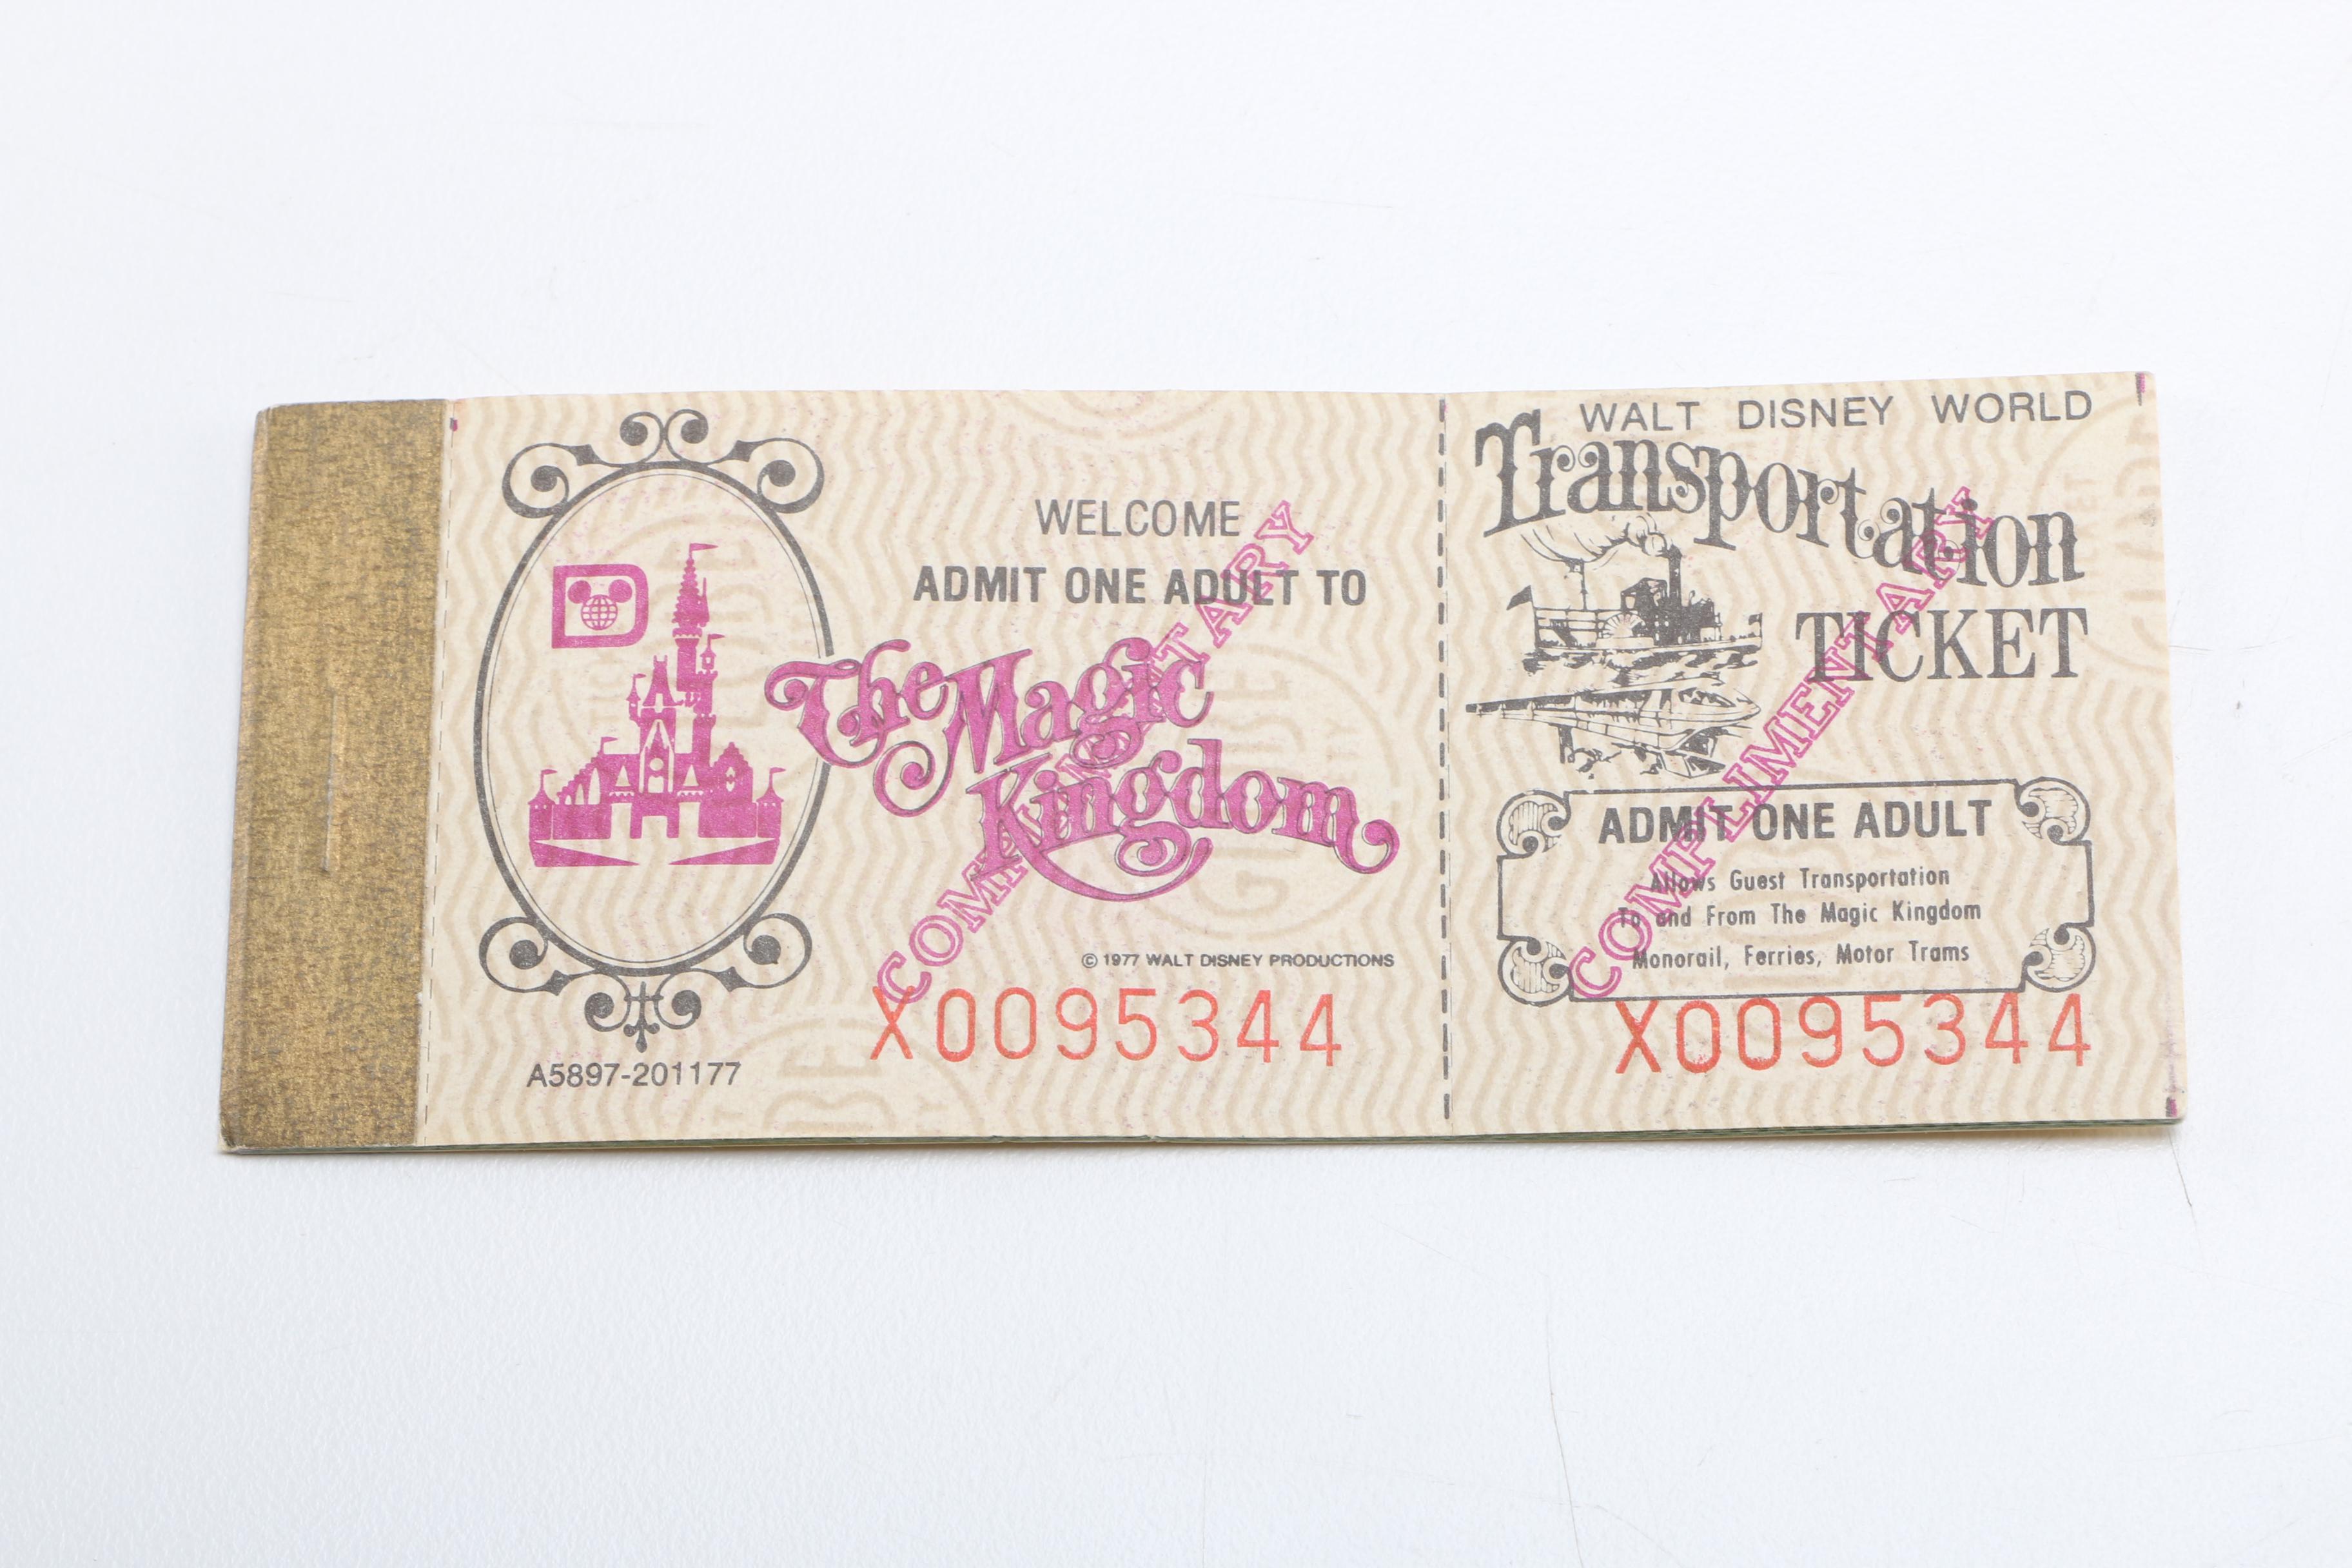 WELCOME
ADMIT ONE ADULT TO
The Magic
Kingdom
COMPLIMENTARY
© 1977 WALT DISNEY PRODUCTIONS
X0095344
A5897-201177
WALT DISNEY WORLD
Transportation
TICKET
COMPLIMENTARY
ADMIT ONE ADULT
Allows Guest Transportation
To and From The Magic Kingdom
Monorail, Ferries, Motor Trams
X0095344